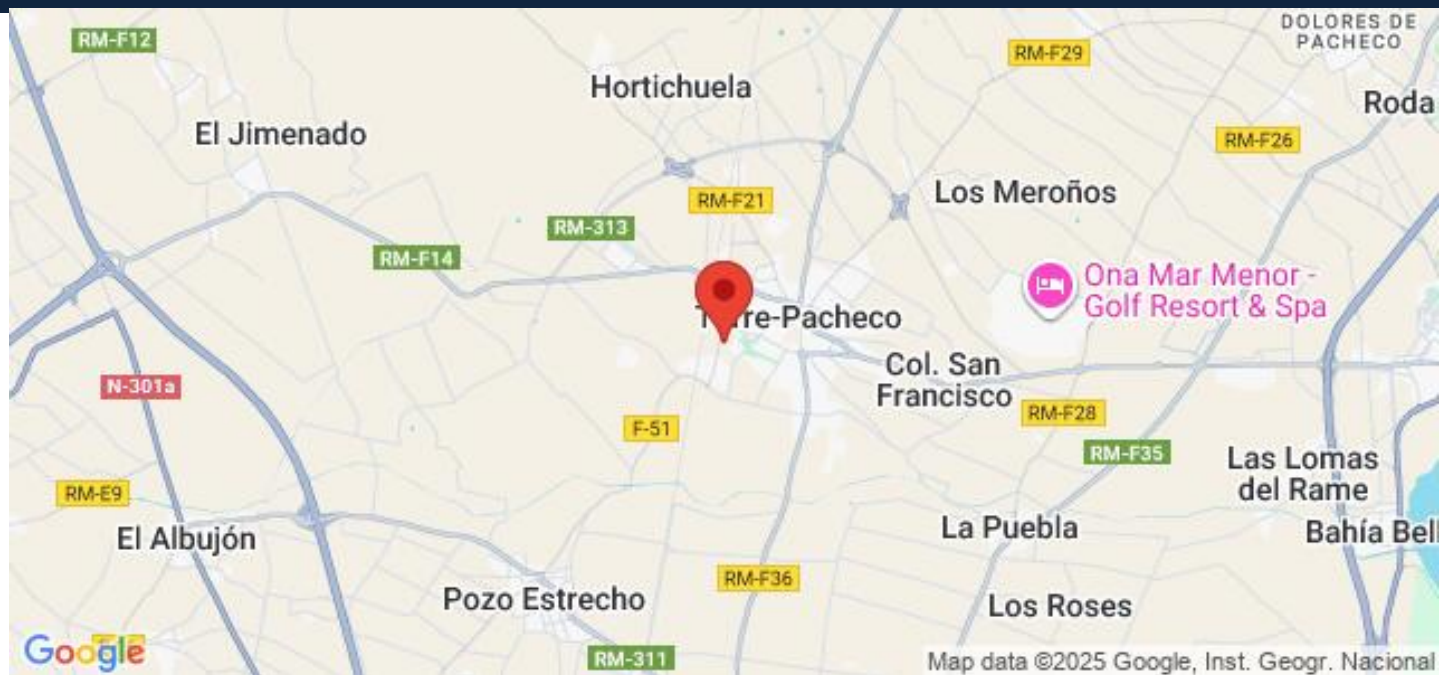 DOLORES DE
PACHECO
RM-F12
RM-F29
Hortichuela
Roda
El Jimenado
RM-F26
Los Meroños
RM-F21
RM-313
RM-F14
Ona Mar Menor -
Golf Resort & Spa
rre-Pacheco
Col. San
Francisco
N-301a
RM-F28
F-51
RM-F35
Las Lomas
del Rame
RM-E9
La Puebla
El Albujón
Bahía Bell
RM-F36
Pozo Estrecho
Los Roses
Google
RM-311
Map data ©2025 Google, Inst. Geogr. Nacional